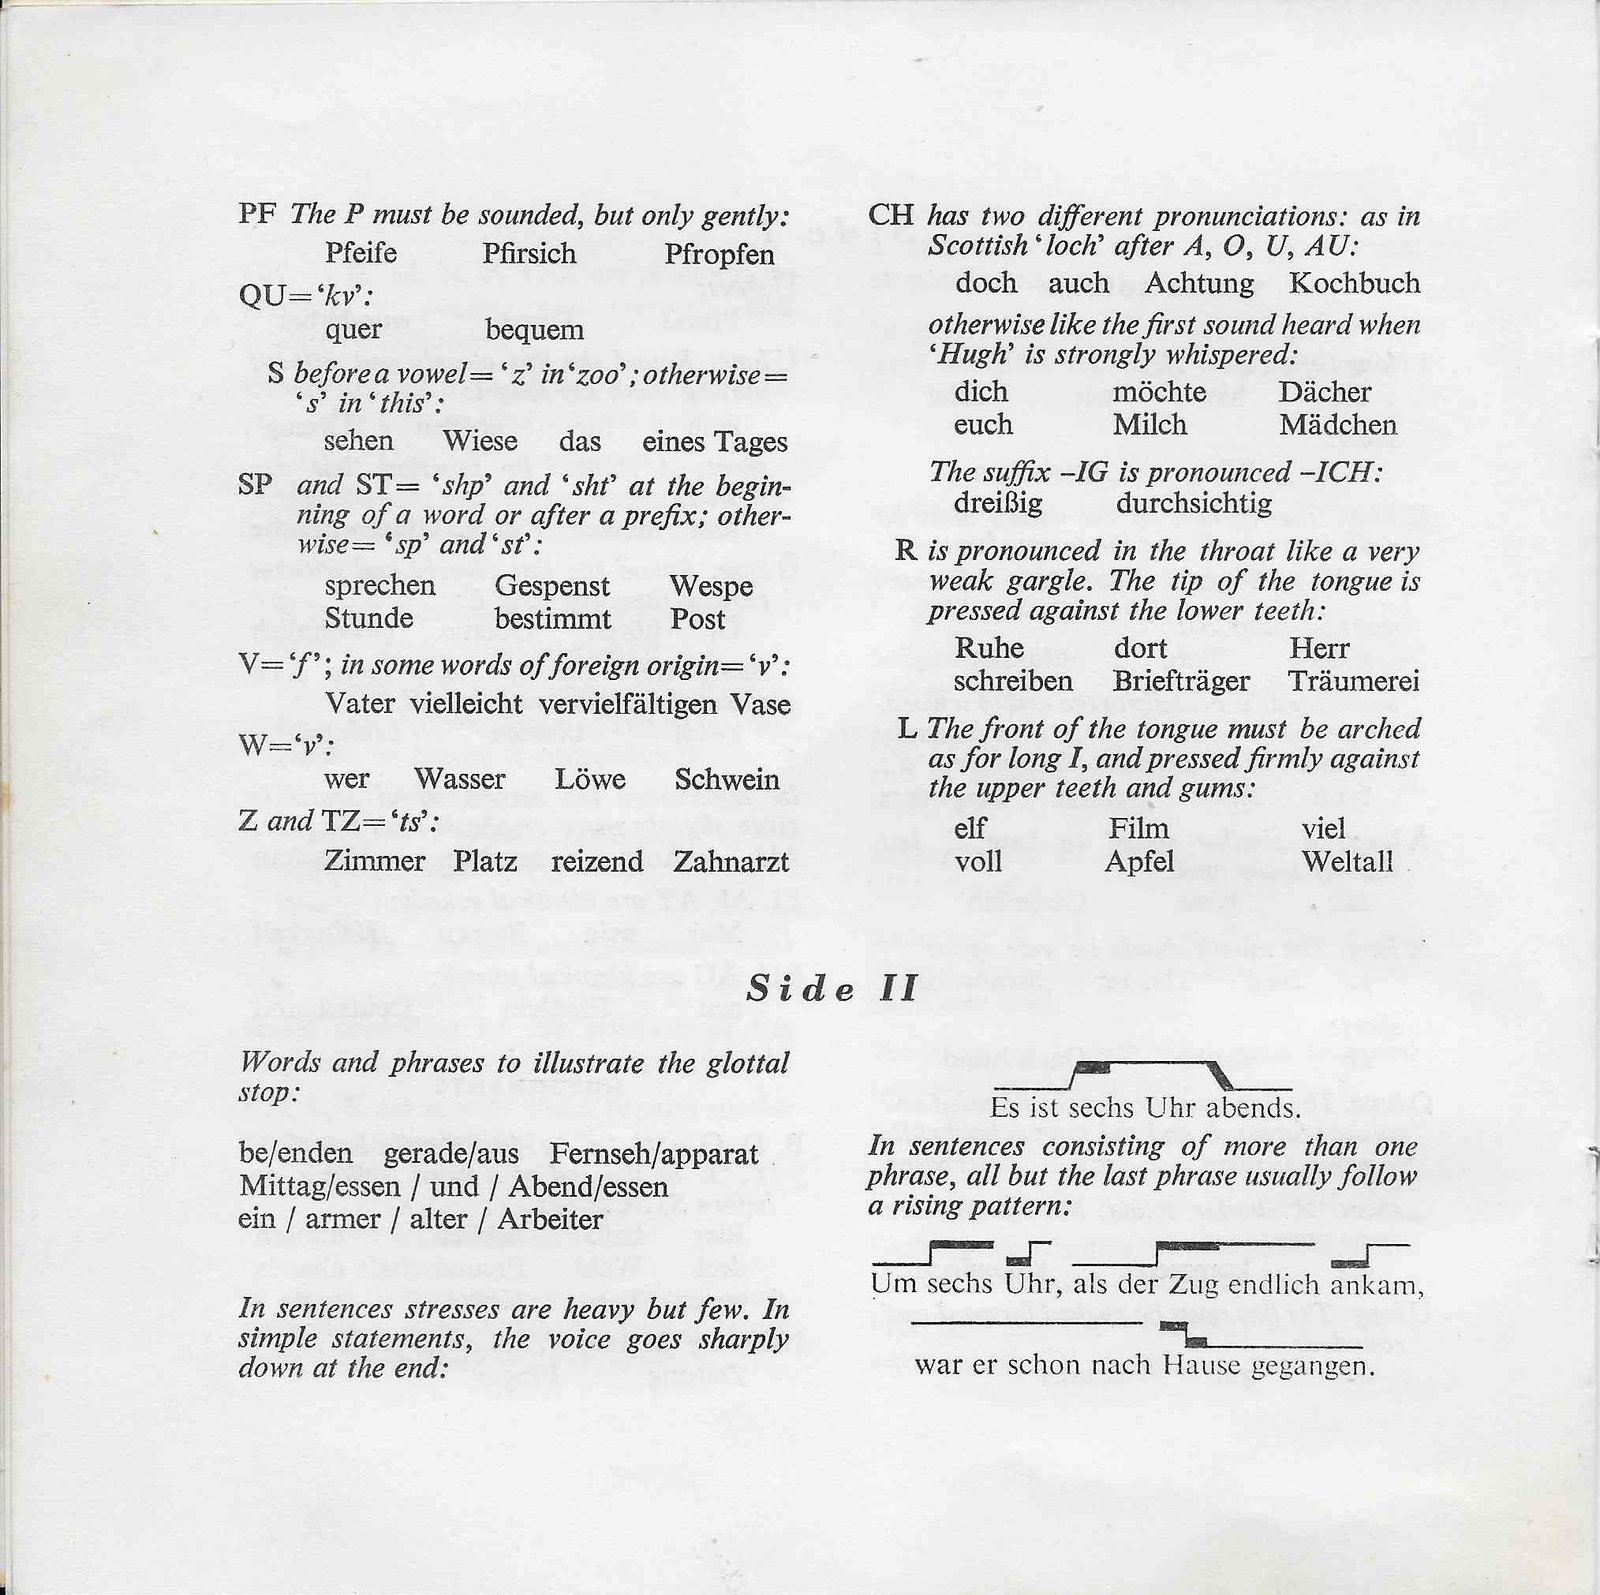 PF The P must be sounded, but only gently:
Pfeife Pfirsich Pfropfen
QU=‘kv’:
quer bequem
S before a vowel= ‘z’ in ‘zoo’; otherwise=
‘s’ in ‘this’:
sehen Wiese das eines Tages
SP and ST= ‘shp’ and ‘sht’ at the begin-
ning of a word or after a prefix; other-
wise= ‘sp’ and ‘st’:
sprechen Gespenst Wespe
Stunde bestimmt Post
V=‘f’; in some words of foreign origin=‘v’:
Vater vielleicht vervielfältigen Vase
W=‘v’:
wer Wasser Löwe Schwein
Z and TZ=‘ts’:
Zimmer Platz reizend Zahnarzt
CH has two different pronunciations: as in
Scottish ‘loch’ after A, O, U, AU:
doch auch Achtung Kochbuch
otherwise like the first sound heard when
‘Hugh’ is strongly whispered:
dich möchte Dächer
euch Milch Mädchen
The suffix –IG is pronounced –ICH:
dreißig durchsichtig
R is pronounced in the throat like a very
weak gargle. The tip of the tongue is
pressed against the lower teeth:
Ruhe dort Herr
schreiben Briefträger Träumerei
L The front of the tongue must be arched
as for long I, and pressed firmly against
the upper teeth and gums:
elf Film viel
voll Apfel Weltall
Side II
Words and phrases to illustrate the glottal
stop:
be/enden gerade/aus Fernseh/apparat
Mittag/essen / und / Abend/essen
ein / armer / alter / Arbeiter
In sentences stresses are heavy but few. In
simple statements, the voice goes sharply
down at the end:
Es ist sechs Uhr abends.
In sentences consisting of more than one
phrase, all but the last phrase usually follow
a rising pattern:
Um sechs Uhr, als der Zug endlich ankam,
war er schon nach Hause gegangen.